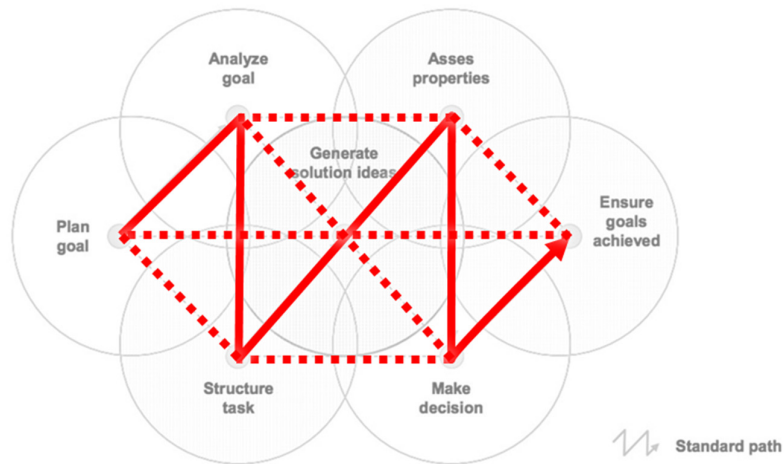 Analyze
goal
Asses
properties
Generate
solution ideas
Plan
goal
Ensure
goals
achieved
Structure
task
Make
decision
Standard path